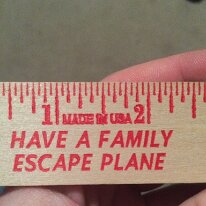 1 MADE IN USA 2
HAVE A FAMILY
ESCAPE PLANE